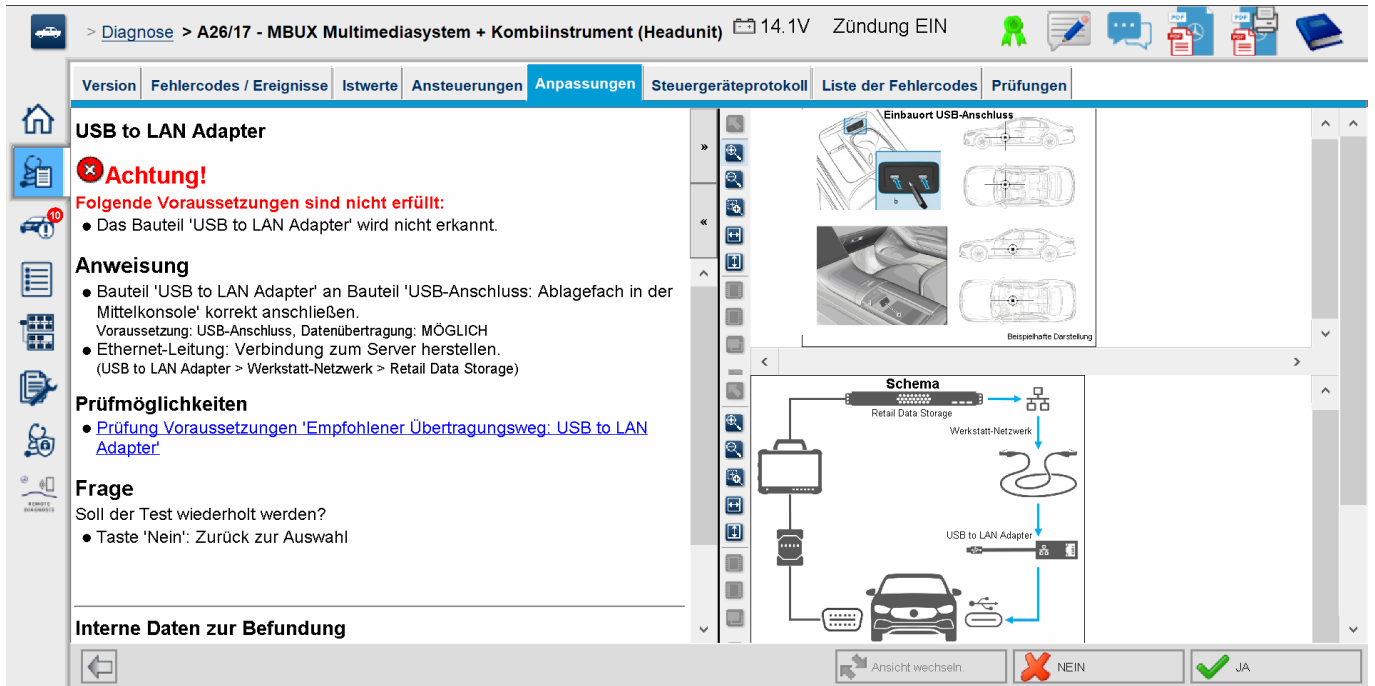 > Diagnose > A26/17 - MBUX Multimediasystem + Kombiinstrument (Headunit) 14.1V Zündung EIN
Version Fehlercodes / Ereignisse Istwerte Ansteuerungen Anpassungen Steuergeräteprotokoll Liste der Fehlercodes Prüfungen
USB to LAN Adapter
Achtung!
Folgende Voraussetzungen sind nicht erfüllt:
● Das Bauteil 'USB to LAN Adapter' wird nicht erkannt.
Anweisung
● Bauteil 'USB to LAN Adapter' an Bauteil 'USB-Anschluss: Ablagefach in der
Mittelkonsole' korrekt anschließen.
Voraussetzung: USB-Anschluss, Datenübertragung: MÖGLICH
● Ethernet-Leitung: Verbindung zum Server herstellen.
(USB to LAN Adapter > Werkstatt-Netzwerk > Retail Data Storage)
Prüfmöglichkeiten
● Prüfung Voraussetzungen 'Empfohlener Übertragungsweg: USB to LAN
Adapter'
Frage
Soll der Test wiederholt werden?
● Taste 'Nein': Zurück zur Auswahl
Interne Daten zur Befundung
10
REMOTE
DIAGNOSIS
PDF
PDF
Einbauort USB-Anschluss
Beispielhafte Darstellung
Schema
Retail Data Storage
Werkstatt-Netzwerk
USB to LAN Adapter
Ansicht wechseln.
NEIN
JA